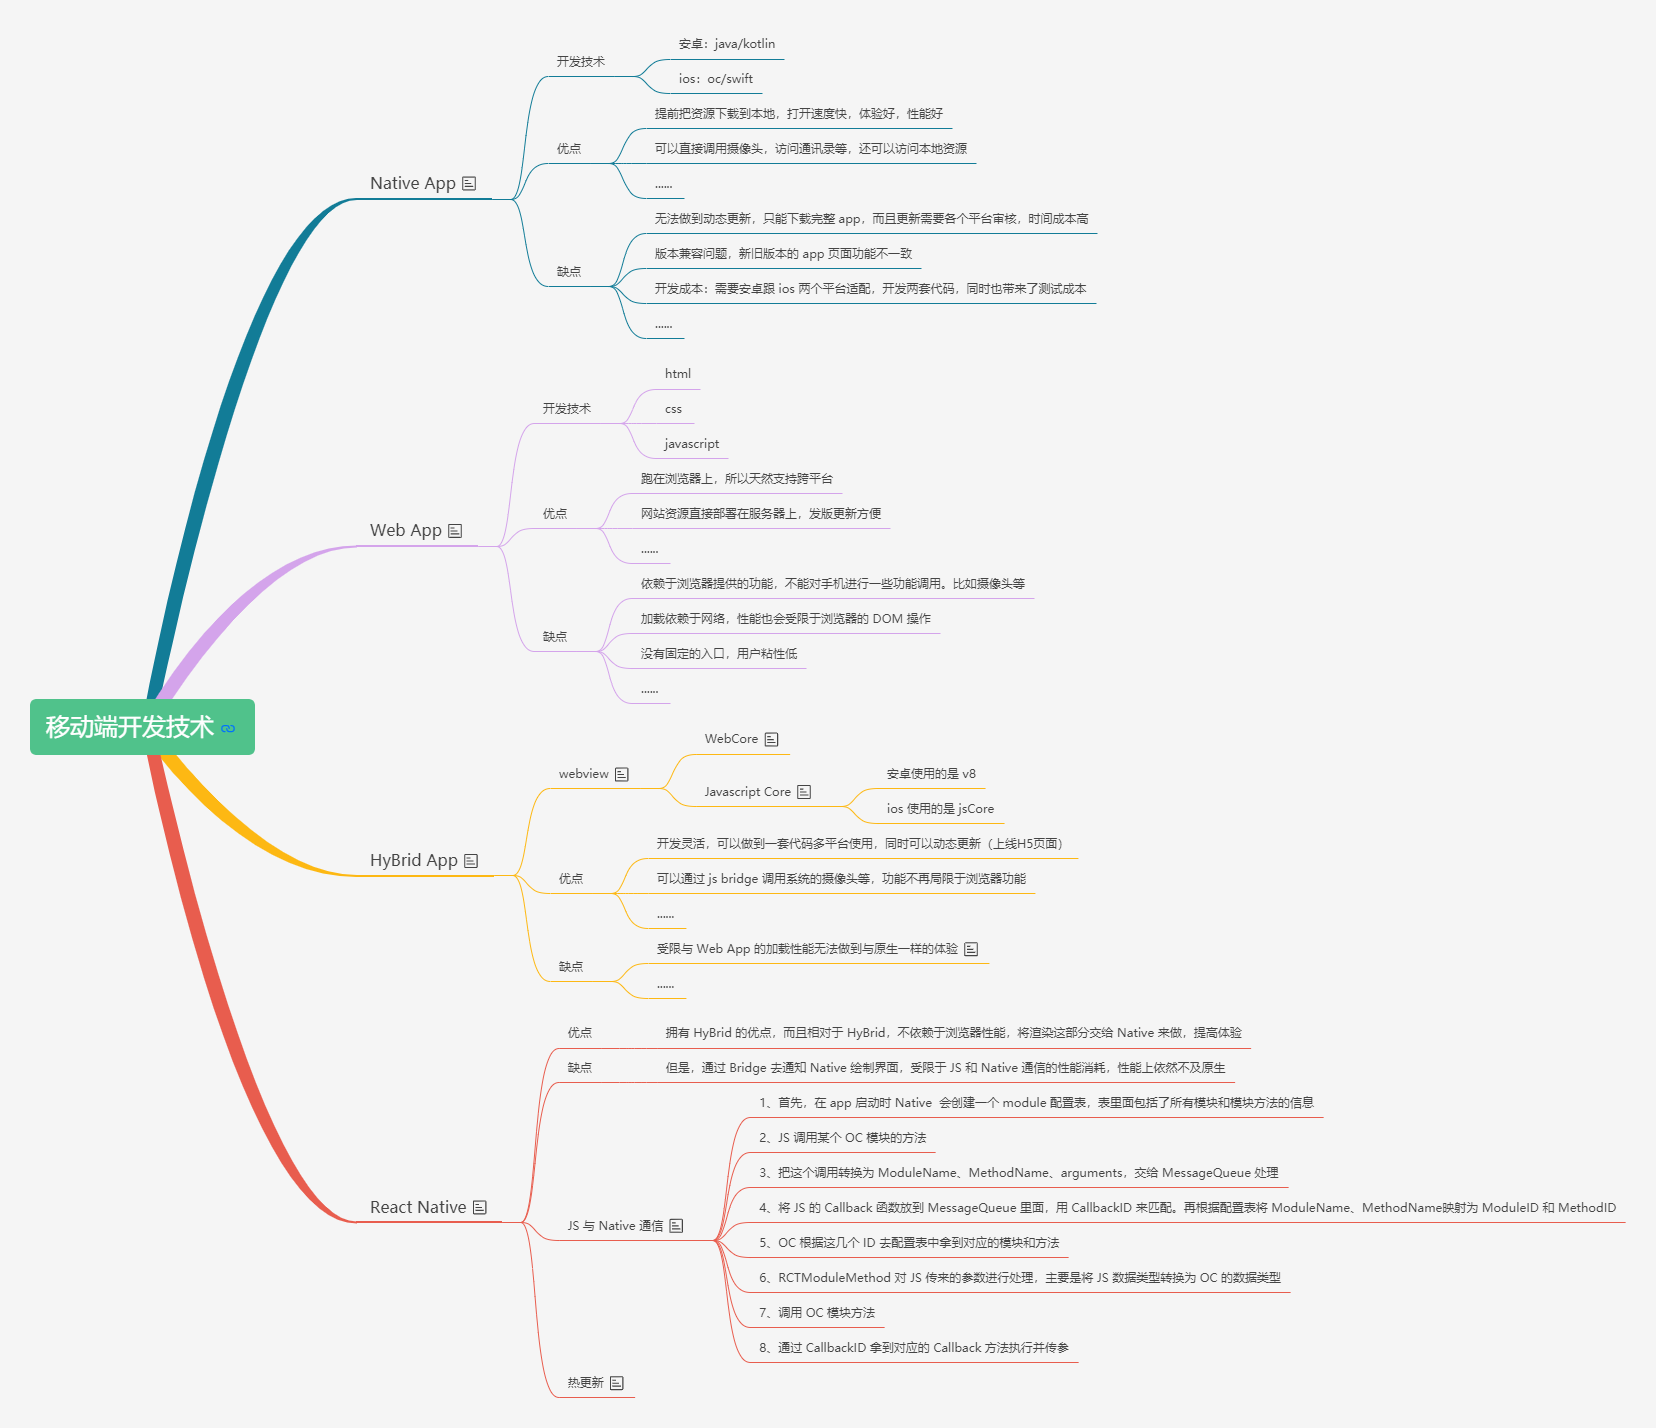 移动端开发技术
Native App
开发技术
安卓：java/kotlin
ios：oc/swift
优点
提前把资源下载到本地，打开速度快，体验好，性能好
可以直接调用摄像头，访问通讯录等，还可以访问本地资源
......
缺点
无法做到动态更新，只能下载完整 app，而且更新需要各个平台审核，时间成本高
版本兼容问题，新旧版本的 app 页面功能不一致
开发成本：需要安卓跟 ios 两个平台适配，开发两套代码，同时也带来了测试成本
......
Web App
开发技术
html
css
javascript
优点
跑在浏览器上，所以天然支持跨平台
网站资源直接部署在服务器上，发版更新方便
......
缺点
依赖于浏览器提供的功能，不能对手机进行一些功能调用。比如摄像头等
加载依赖于网络，性能也会受限于浏览器的 DOM 操作
没有固定的入口，用户粘性低
......
HyBrid App
webview
WebCore
Javascript Core
安卓使用的是 v8
ios 使用的是 jsCore
优点
开发灵活，可以做到一套代码多平台使用，同时可以动态更新（上线H5页面）
可以通过 js bridge 调用系统的摄像头等，功能不再局限于浏览器功能
......
缺点
受限与 Web App 的加载性能无法做到与原生一样的体验
......
React Native
优点
拥有 HyBrid 的优点，而且相对于 HyBrid，不依赖于浏览器性能，将渲染这部分交给 Native 来做，提高体验
缺点
但是，通过 Bridge 去通知 Native 绘制界面，受限于 JS 和 Native 通信的性能消耗，性能上依然不及原生
JS 与 Native 通信
1、首先，在 app 启动时 Native  会创建一个 module 配置表，表里面包括了所有模块和模块方法的信息
2、JS 调用某个 OC 模块的方法
3、把这个调用转换为 ModuleName、MethodName、arguments，交给 MessageQueue 处理
4、将 JS 的 Callback 函数放到 MessageQueue 里面，用 CallbackID 来匹配。再根据配置表将 ModuleName、MethodName映射为 ModuleID 和 MethodID
5、OC 根据这几个 ID 去配置表中拿到对应的模块和方法
6、RCTModuleMethod 对 JS 传来的参数进行处理，主要是将 JS 数据类型转换为 OC 的数据类型
7、调用 OC 模块方法
8、通过 CallbackID 拿到对应的 Callback 方法执行并传参
热更新